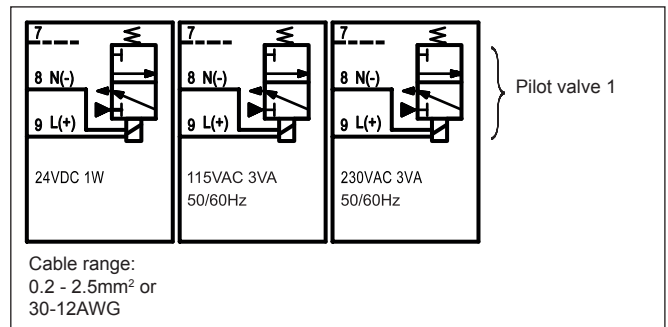 7
8 N(-)
9 L(+)
24VDC 1W
7
8 N(-)
9 L(+)
115VAC 3VA
50/60Hz
7
8 N(-)
9 L(+)
230VAC 3VA
50/60Hz
Pilot valve 1
Cable range:
0.2 - 2.5mm² or
30-12AWG